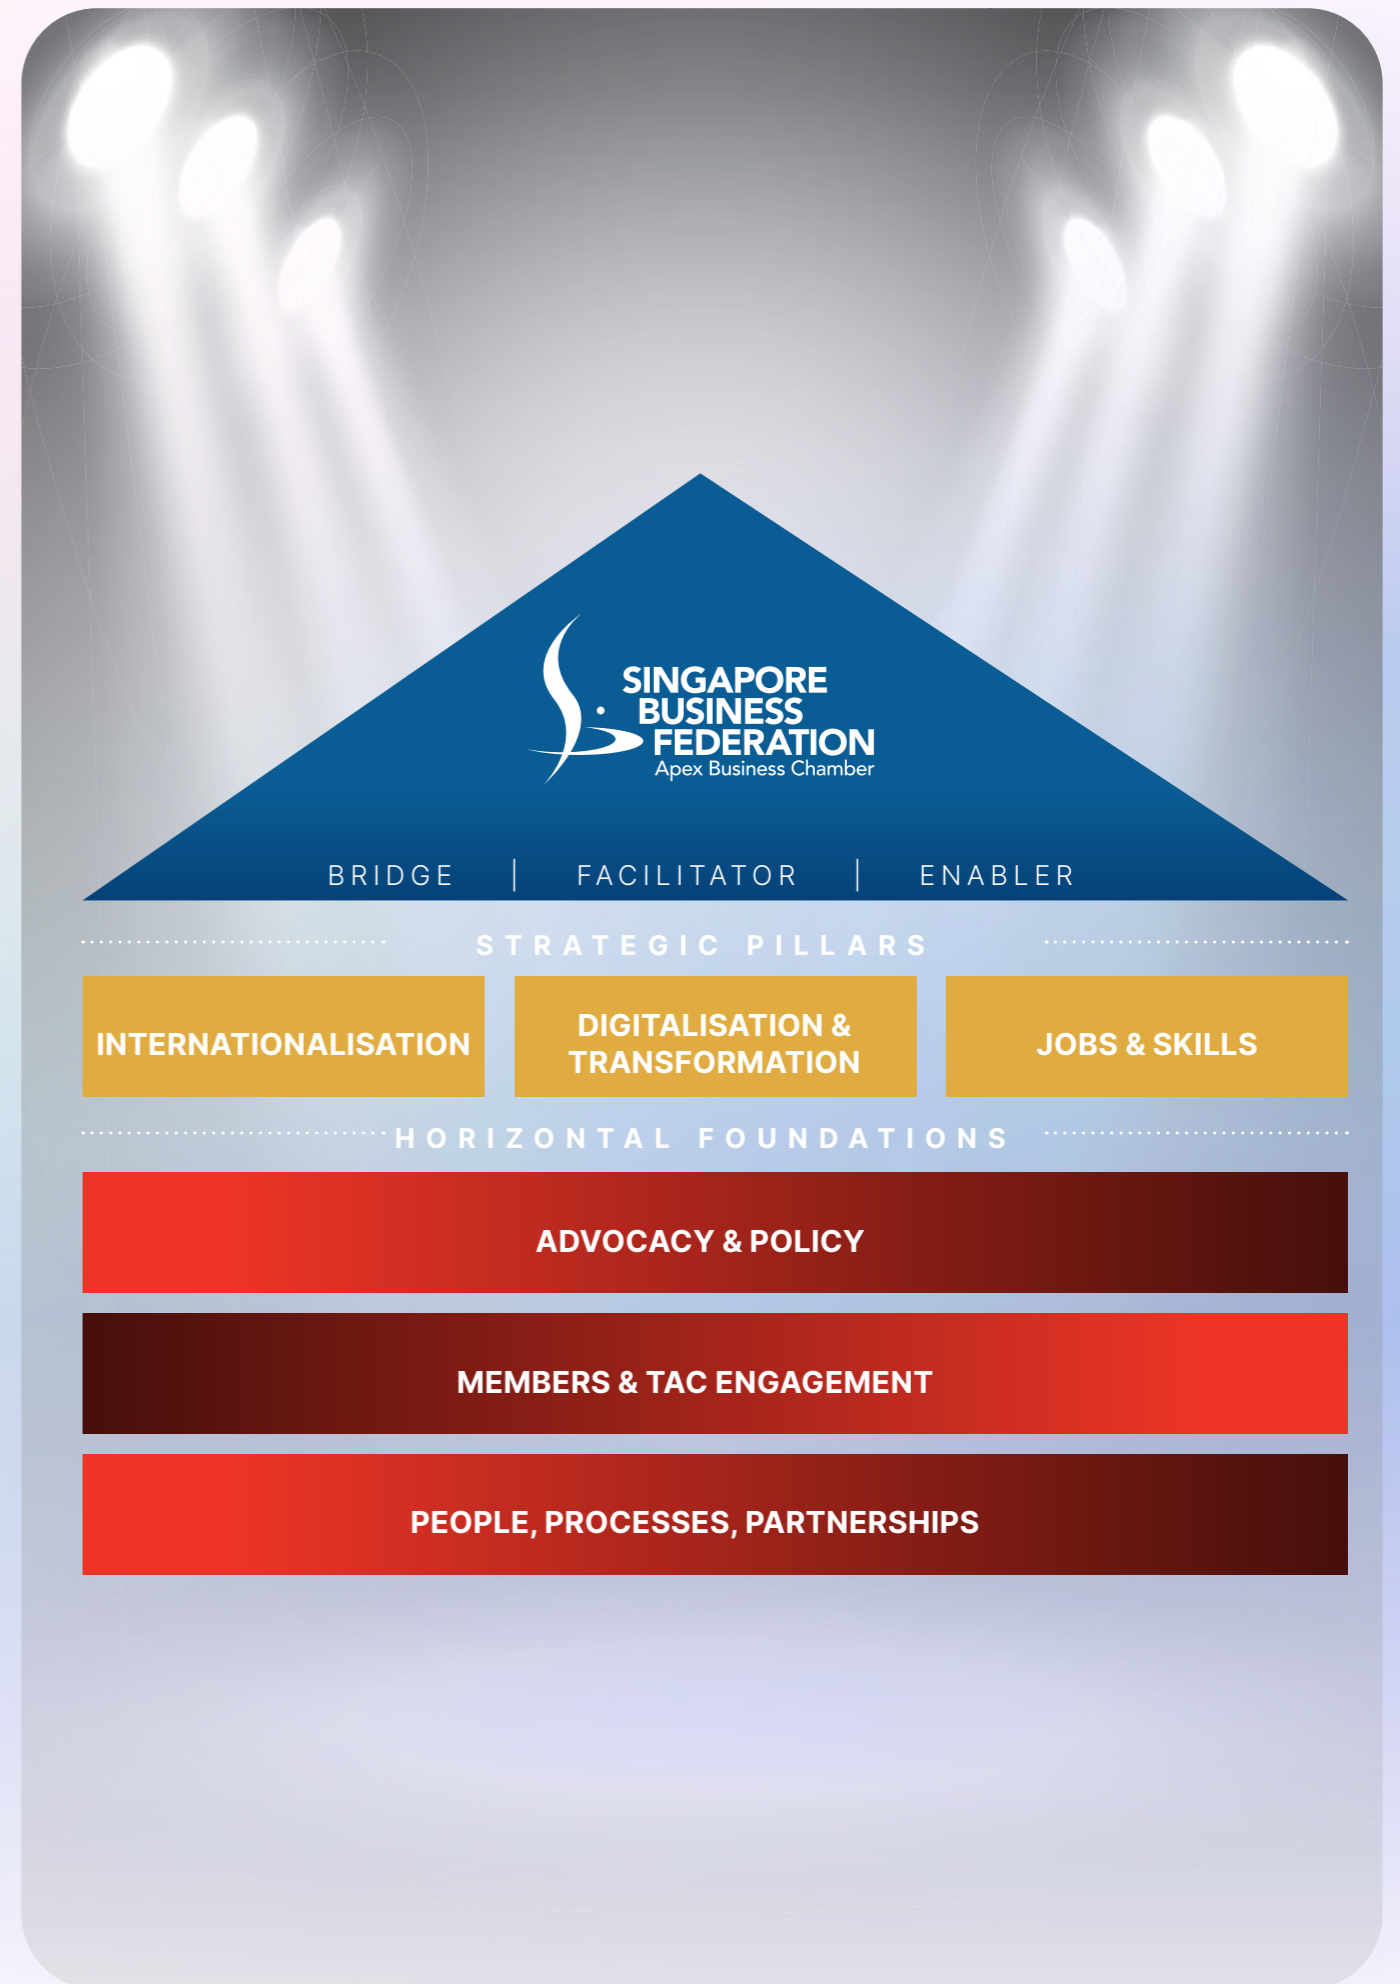 SINGAPORE
BUSINESS
FEDERATION
Apex Business Chamber
BRIDGE | FACILITATOR | ENABLER
STRATEGIC PILLARS
INTERNATIONALISATION
DIGITALISATION &
TRANSFORMATION
JOBS & SKILLS
HORIZONTAL FOUNDATIONS
ADVOCACY & POLICY
MEMBERS & TAC ENGAGEMENT
PEOPLE, PROCESSES, PARTNERSHIPS